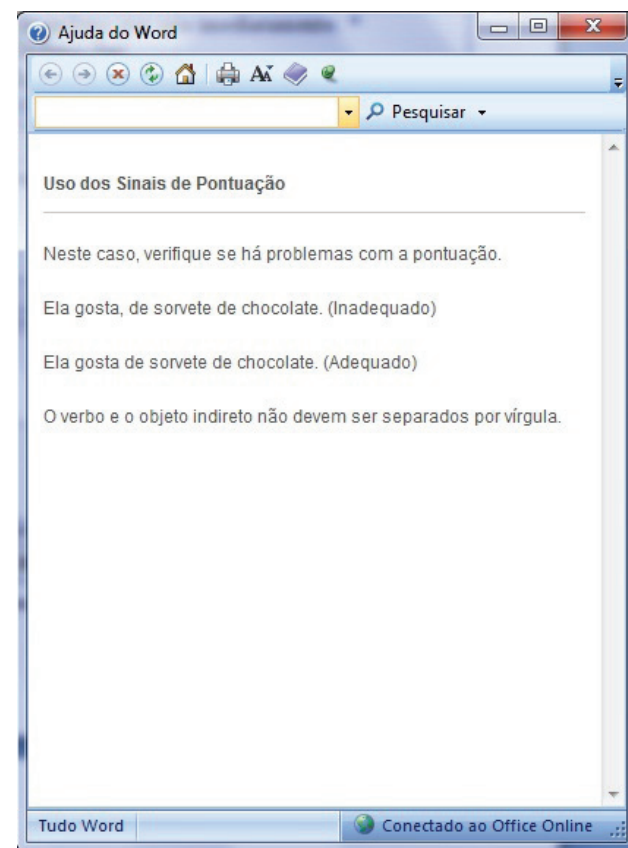 Ajuda do Word
Pesquisar
Uso dos Sinais de Pontuação
Neste caso, verifique se há problemas com a pontuação.
Ela gosta, de sorvete de chocolate. (Inadequado)
Ela gosta de sorvete de chocolate. (Adequado)
O verbo e o objeto indireto não devem ser separados por vírgula.
Tudo Word Conectado ao Office Online